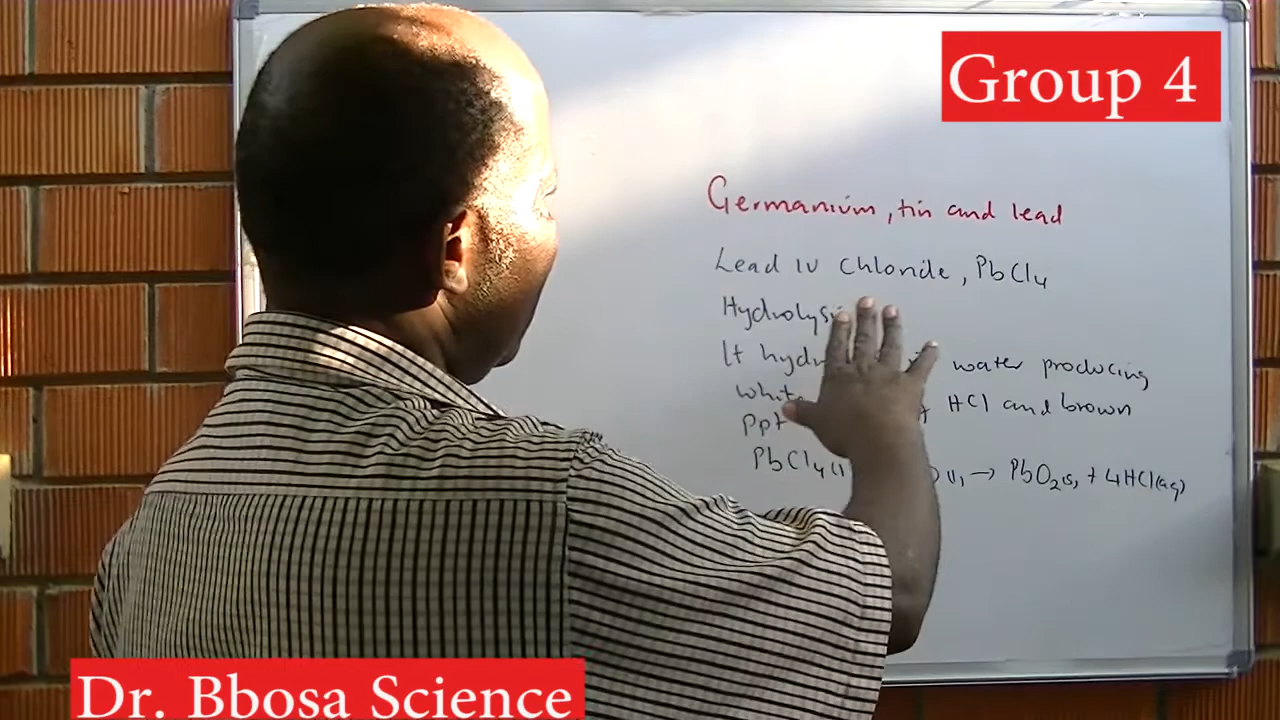 Group 4
Germanium, tin and lead
Lead IV Chloride, PbCl4
Hydrolysi
It hyd water producing
white HCl and brown
Ppt
PbCl4(l → PbO2(s) + 4HCl(aq)
Dr. Bbosa Science